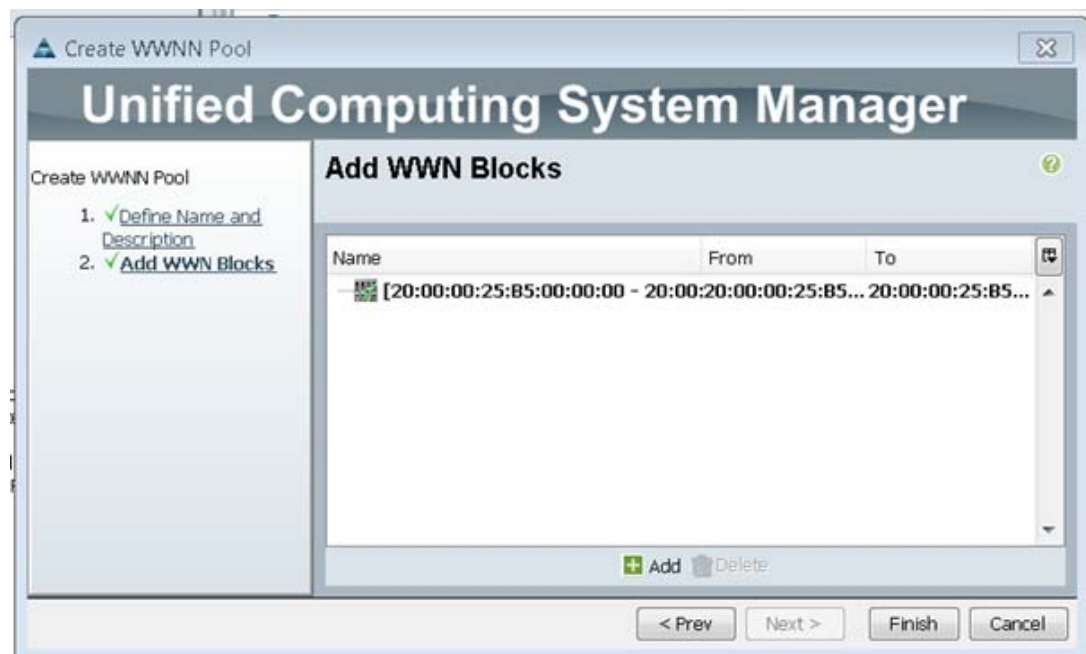 Create WWNN Pool
Unified Computing System Manager
Create WWNN Pool
1. √Define Name and
Description
2. √Add WWN Blocks
Add WWN Blocks
Name From To
[20:00:00:25:B5:00:00:00 - 20:00:20:00:00:25:B5... 20:00:00:25:B5...
Add Delete
< Prev Next > Finish Cancel